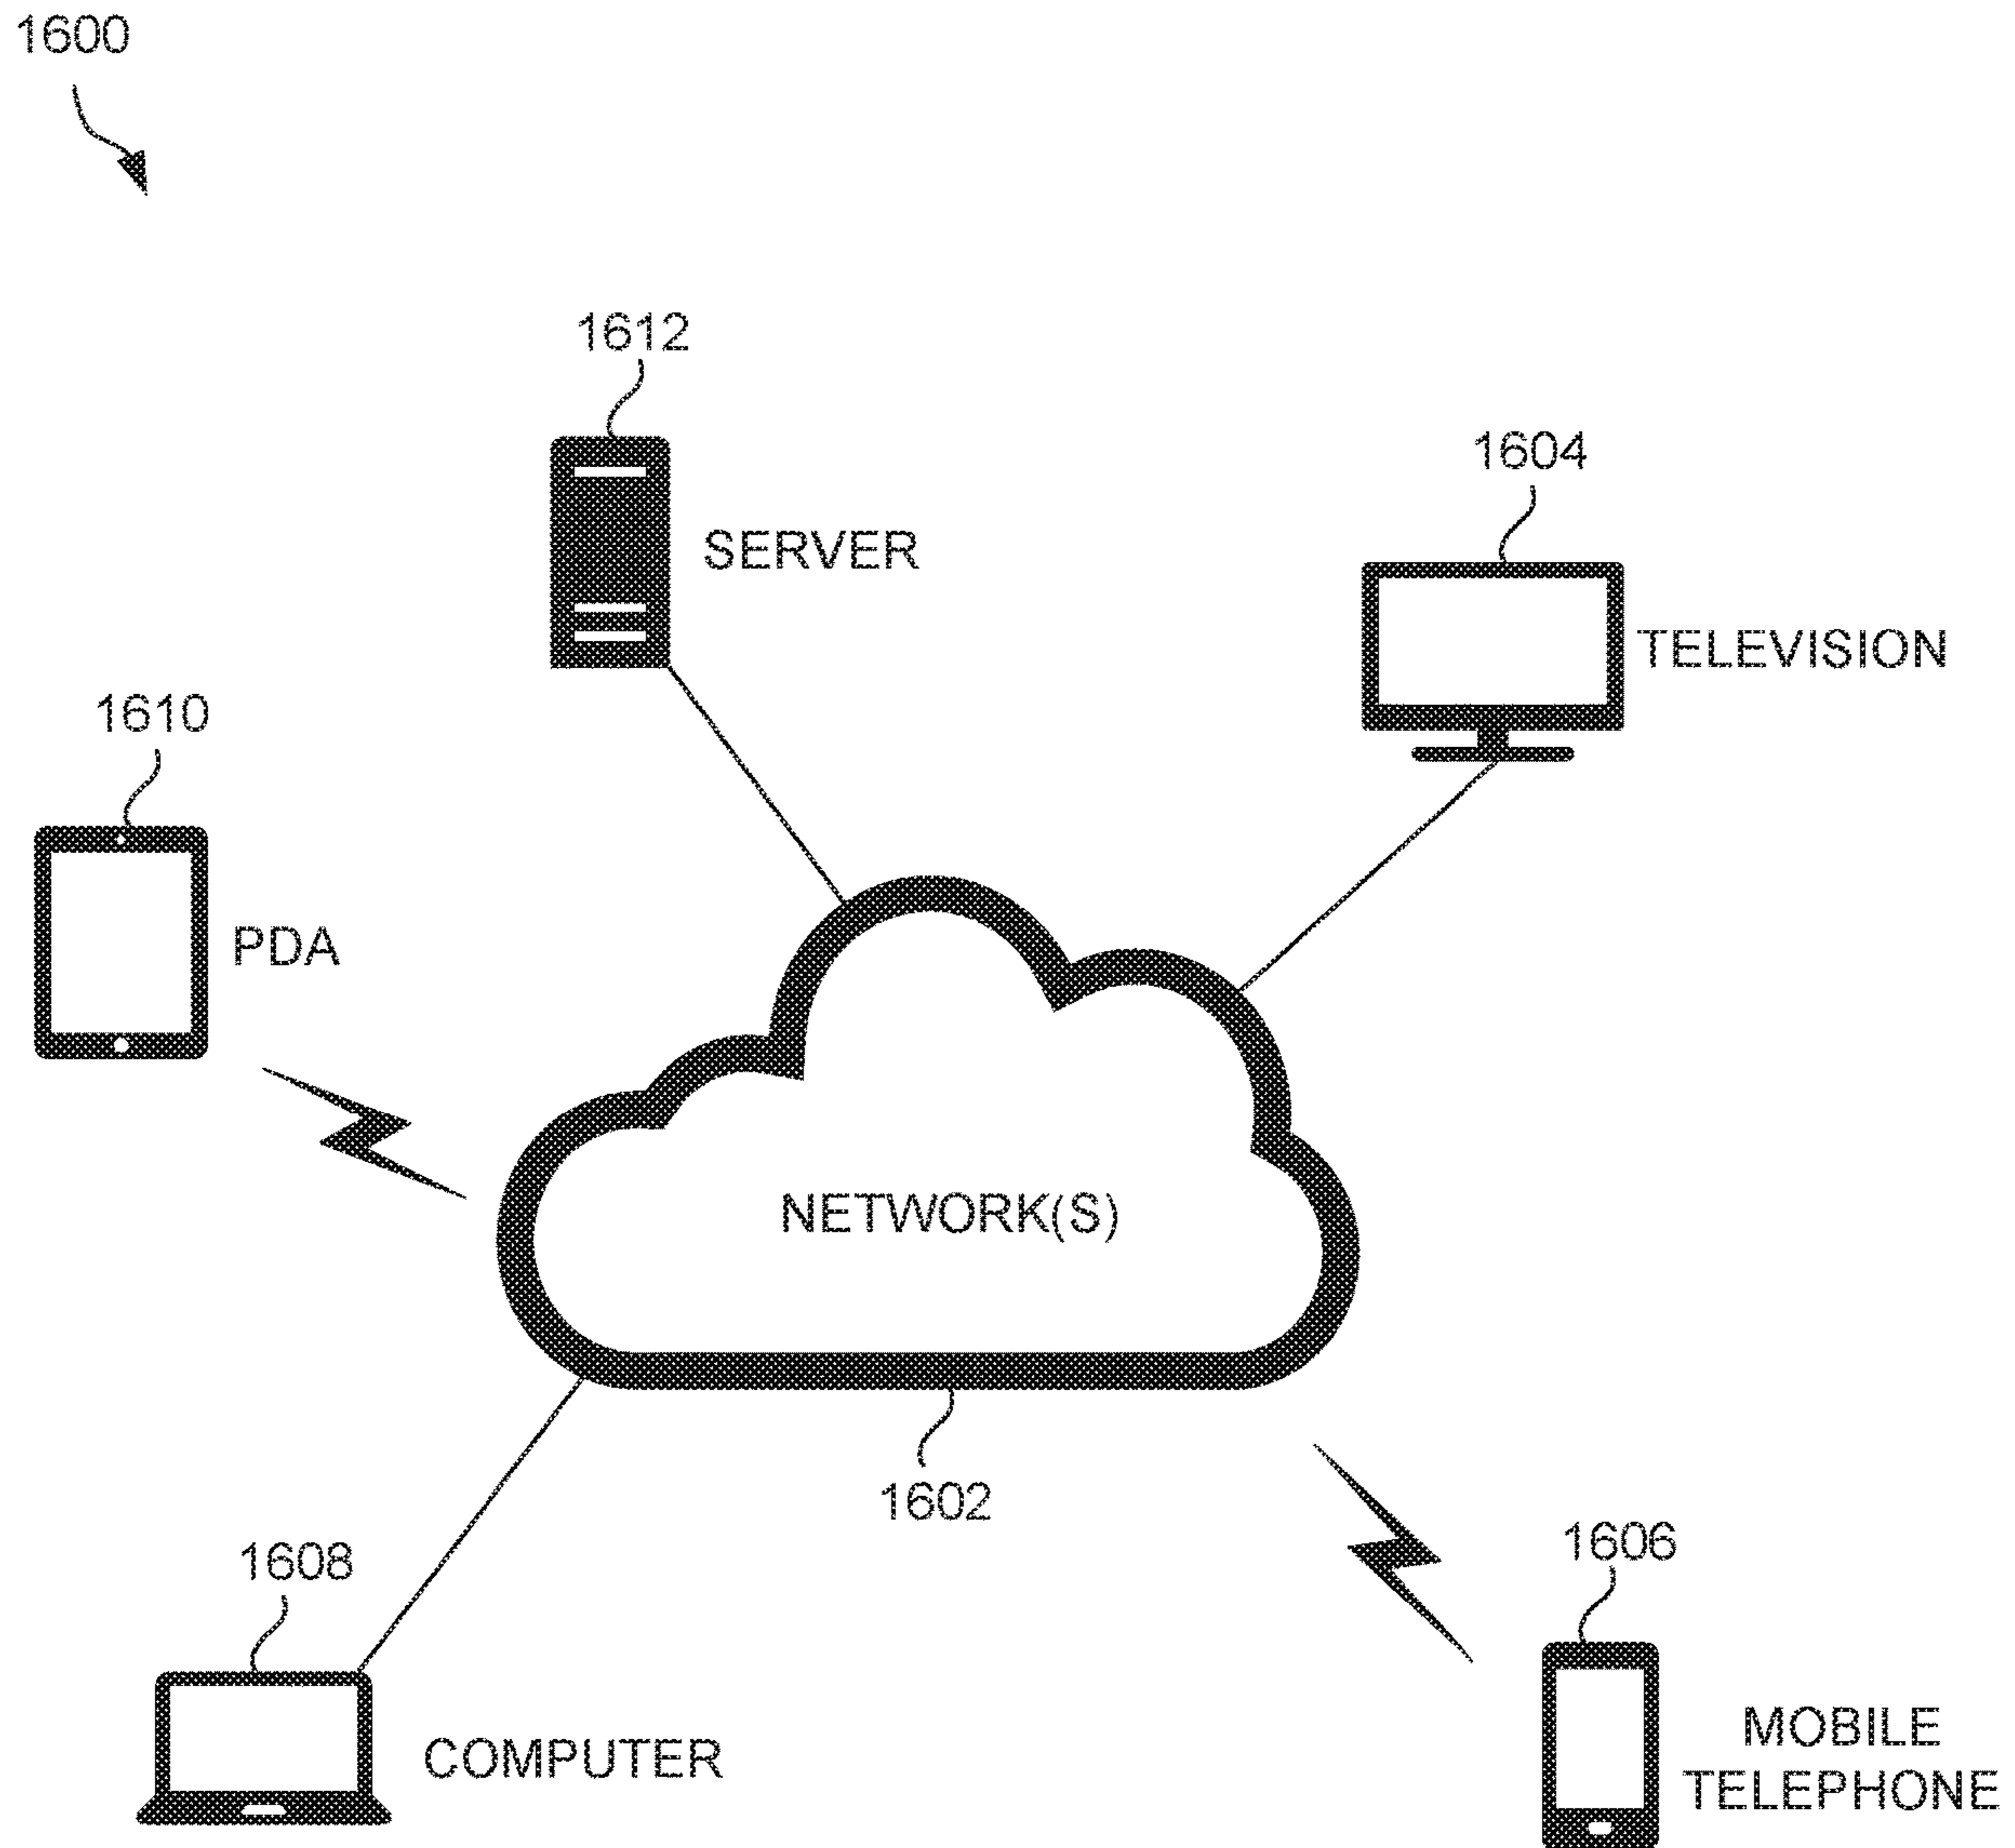 1600
1612
SERVER
1604
TELEVISION
1610
PDA
NETWORK(S)
1602
1608
COMPUTER
1606
MOBILE
TELEPHONE